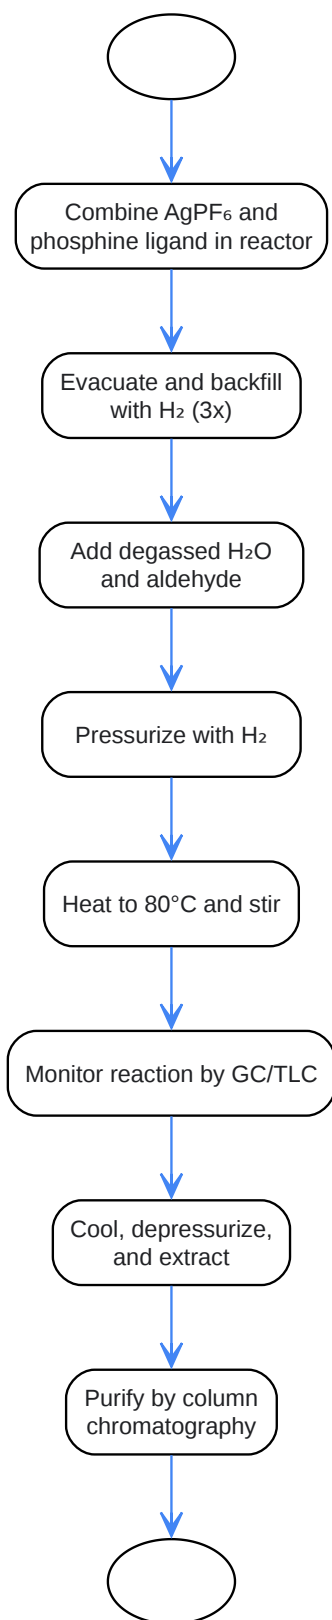 Combine AgPF₆ and
phosphine ligand in reactor
Evacuate and backfill
with H₂ (3x)
Add degassed H₂O
and aldehyde
Pressurize with H₂
Heat to 80°C and stir
Monitor reaction by GC/TLC
Cool, depressurize,
and extract
Purify by column
chromatography